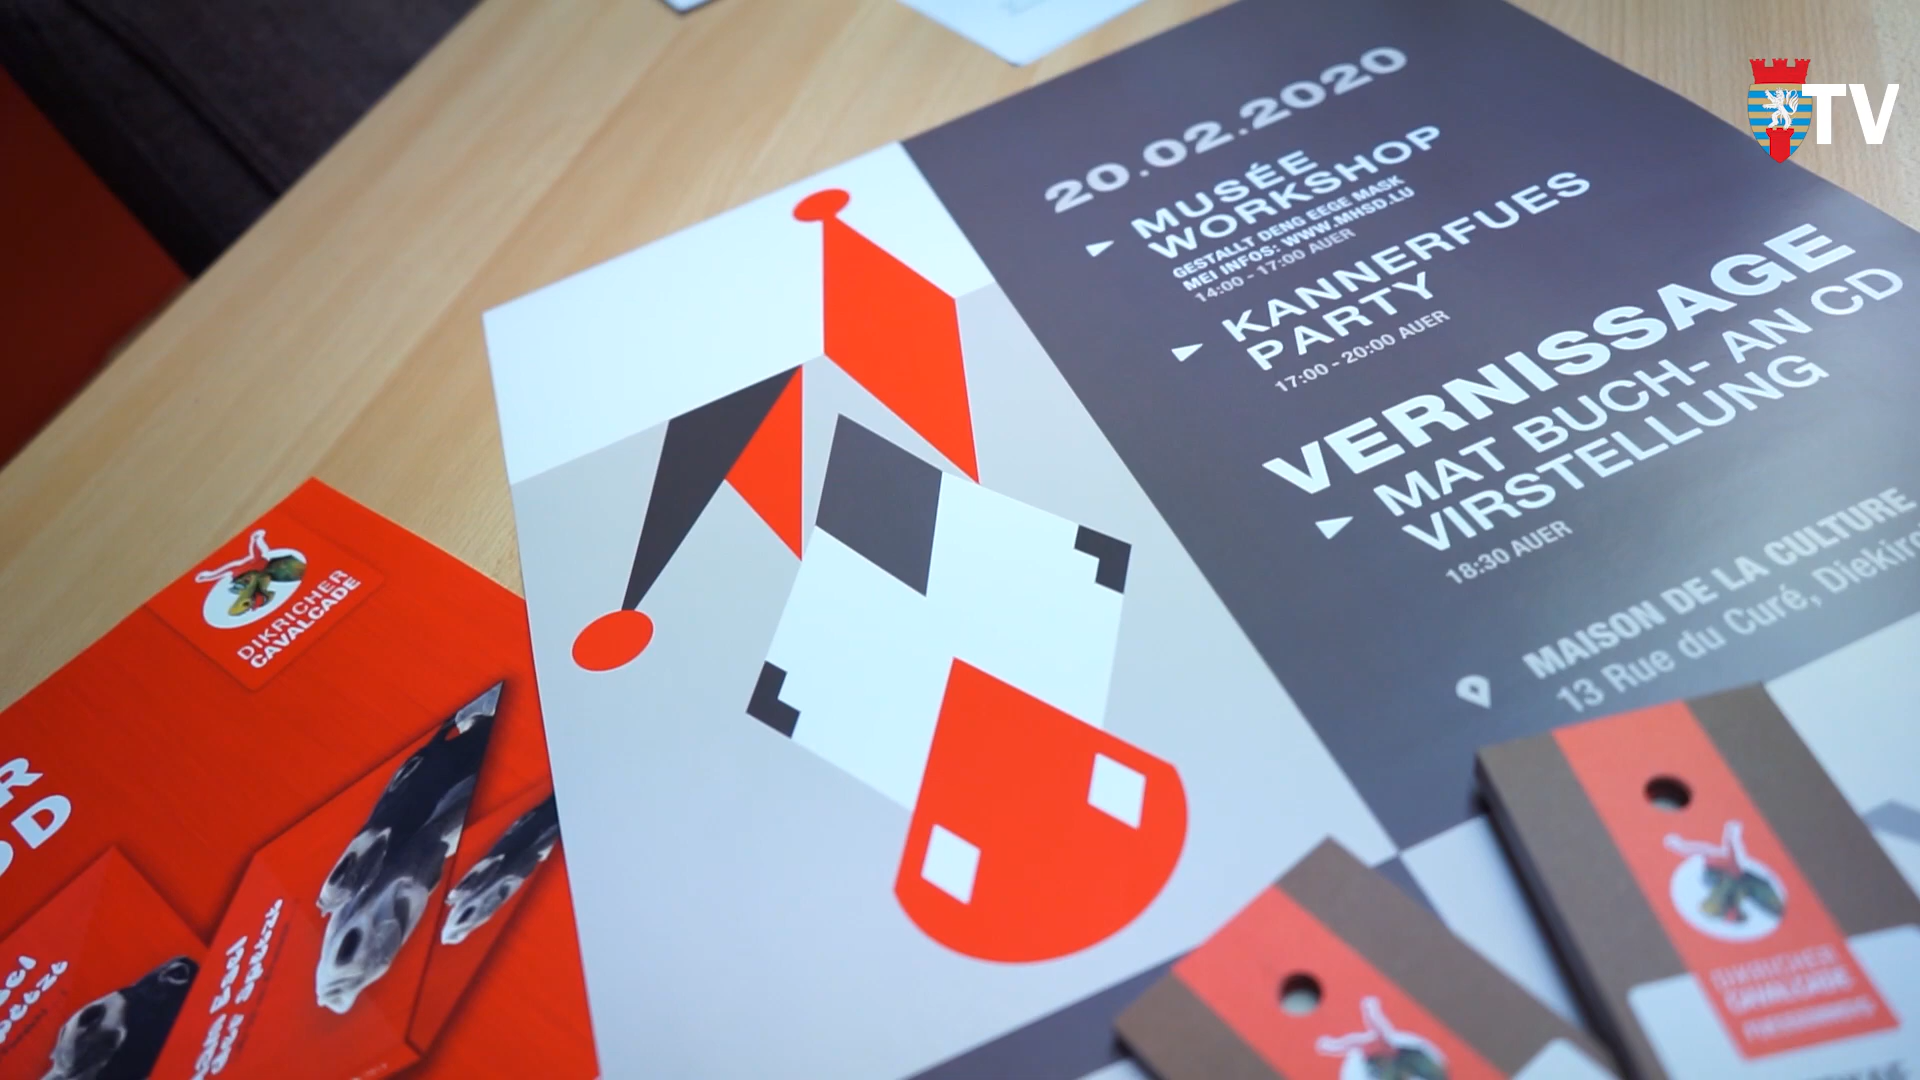 TV
20.02.2020
MUSÉE
WORKSHOP
GESTALLT DENG EEGE MASK
MEI INFOS: WWW.MHSD.LU
14:00 - 17:00 AUER
KANNERFUES
PARTY
17:00 - 20:00 AUER
VERNISSAGE
MAT BUCH- AN CD
VIRSTELLUNG
18:30 AUER
MAISON DE LA CULTURE
13 Rue du Curé,
DIKRICHER
CAVALCADE
DIKRICHER
CAVALCADE